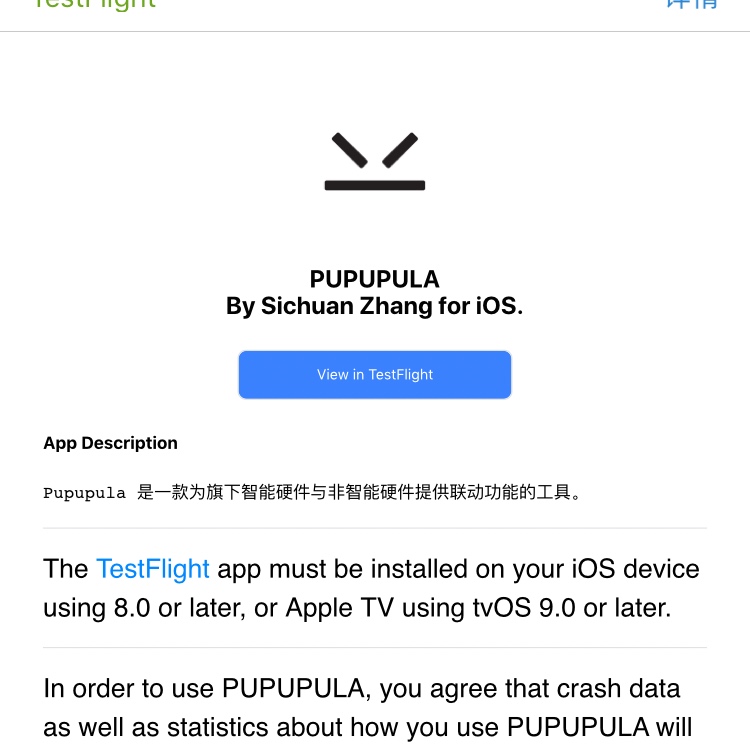 TestFlight
详情
PUPUPULA
By Sichuan Zhang for iOS.
View in TestFlight
App Description
Pupupula 是一款为旗下智能硬件与非智能硬件提供联动功能的工具。
The TestFlight app must be installed on your iOS device
using 8.0 or later, or Apple TV using tvOS 9.0 or later.
In order to use PUPUPULA, you agree that crash data
as well as statistics about how you use PUPUPULA will